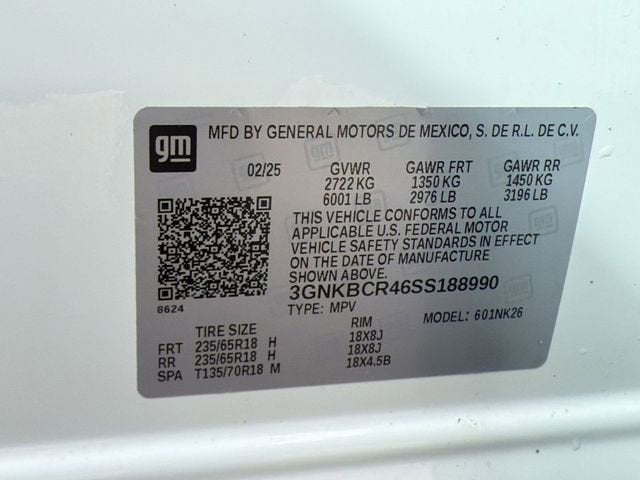 gm
MFD BY GENERAL MOTORS DE MEXICO, S. DE R.L. DE C.V.
02/25 GVWR GAWR FRT GAWR RR
2722 KG 1350 KG 1450 KG
6001 LB 2976 LB 3196 LB
THIS VEHICLE CONFORMS TO ALL
APPLICABLE U.S. FEDERAL MOTOR
VEHICLE SAFETY STANDARDS IN EFFECT
ON THE DATE OF MANUFACTURE
SHOWN ABOVE.
3GNKBCR46SS188990
8624
TYPE: MPV MODEL: 601NK26
TIRE SIZE RIM
FRT 235/65R18 H 18X8J
RR 235/65R18 H 18X8J
SPA T135/70R18 M 18X4.5B